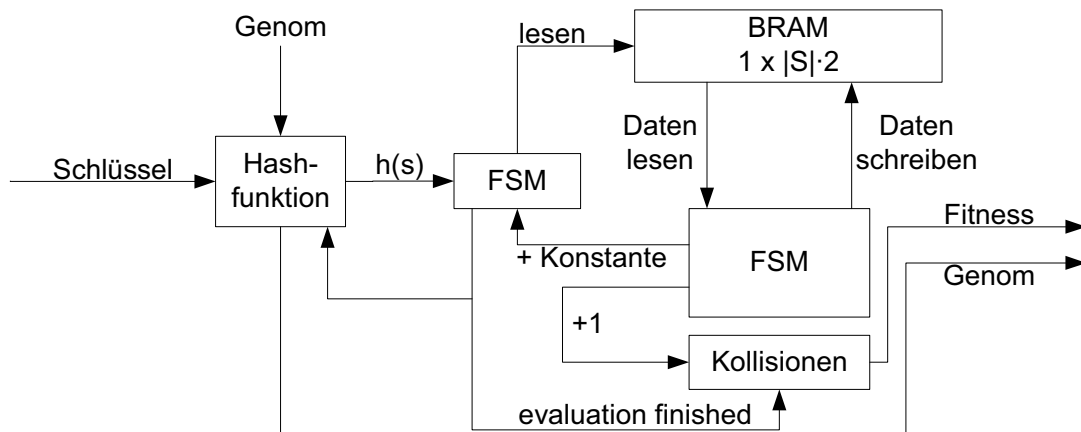 Genom
lesen
BRAM
1 x |S|·2
Schlüssel
Hash-
funktion
h(s)
FSM
Daten
lesen
Daten
schreiben
+ Konstante
FSM
Fitness
Genom
+1
Kollisionen
evaluation finished